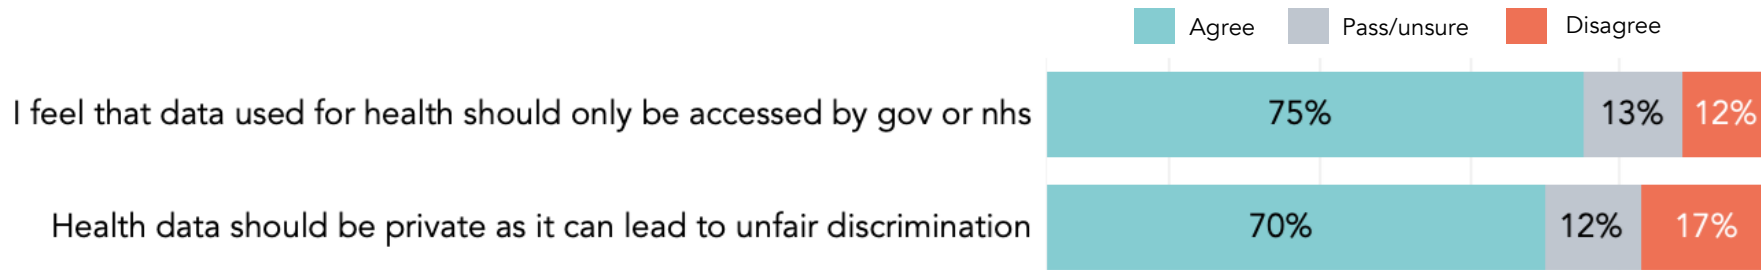 Agree Pass/unsure Disagree
I feel that data used for health should only be accessed by gov or nhs 75% 13% 12%
Health data should be private as it can lead to unfair discrimination 70% 12% 17%